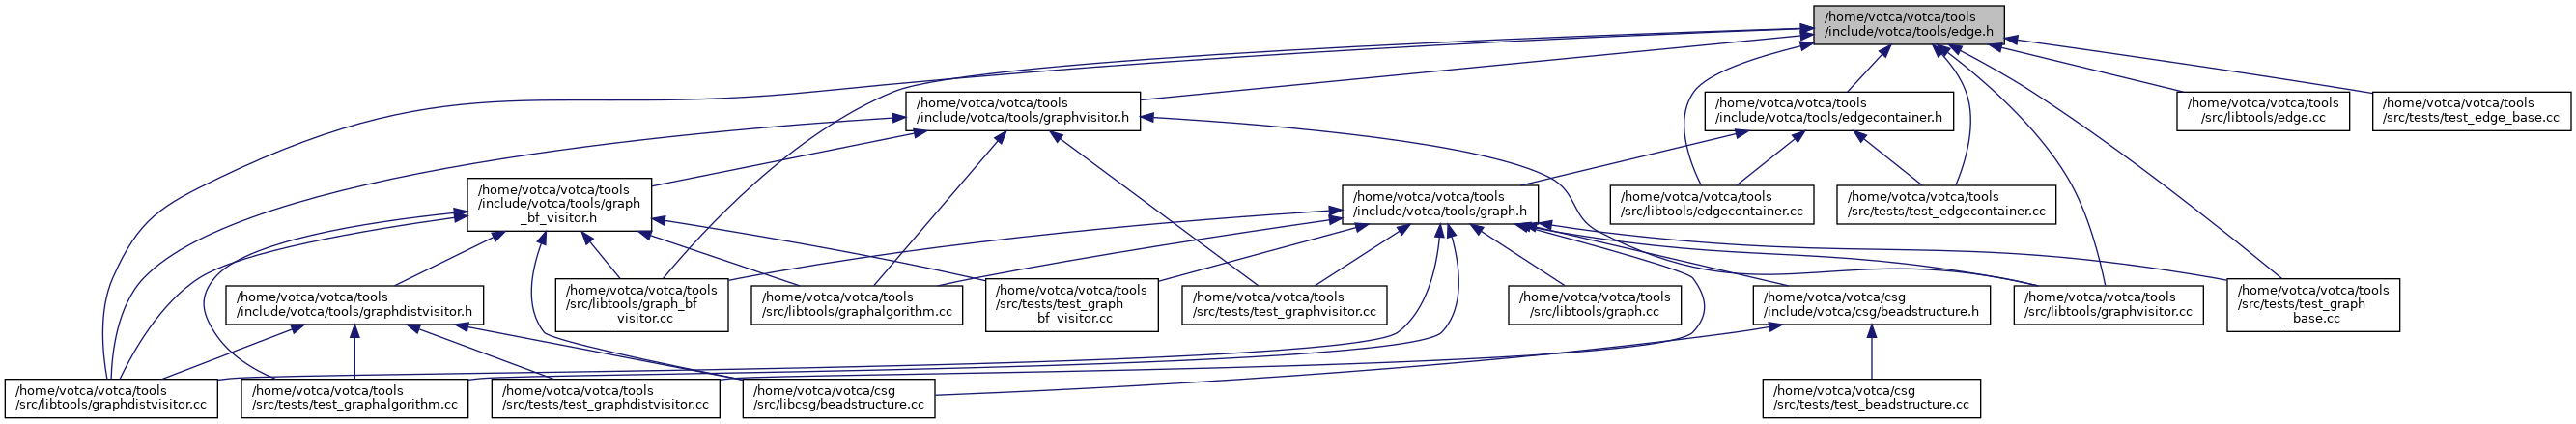 /home/votca/votca/tools
/include/votca/tools/edge.h
/home/votca/votca/tools
/include/votca/tools/graphvisitor.h
/home/votca/votca/tools
/include/votca/tools/edgecontainer.h
/home/votca/votca/tools
/src/libtools/edge.cc
/home/votca/votca/tools
/src/tests/test_edge_base.cc
/home/votca/votca/tools
/include/votca/tools/graph
_bf_visitor.h
/home/votca/votca/tools
/include/votca/tools/graph.h
/home/votca/votca/tools
/src/libtools/edgecontainer.cc
/home/votca/votca/tools
/src/tests/test_edgecontainer.cc
/home/votca/votca/tools
/include/votca/tools/graphdistvisitor.h
/home/votca/votca/tools
/src/libtools/graph_bf
_visitor.cc
/home/votca/votca/tools
/src/libtools/graphalgorithm.cc
/home/votca/votca/tools
/src/tests/test_graph
_bf_visitor.cc
/home/votca/votca/tools
/src/tests/test_graphvisitor.cc
/home/votca/votca/tools
/src/libtools/graph.cc
/home/votca/votca/csg
/include/votca/csg/beadstructure.h
/home/votca/votca/tools
/src/libtools/graphvisitor.cc
/home/votca/votca/tools
/src/tests/test_graph
_base.cc
/home/votca/votca/tools
/src/libtools/graphdistvisitor.cc
/home/votca/votca/tools
/src/tests/test_graphalgorithm.cc
/home/votca/votca/tools
/src/tests/test_graphdistvisitor.cc
/home/votca/votca/csg
/src/libcsg/beadstructure.cc
/home/votca/votca/csg
/src/tests/test_beadstructure.cc